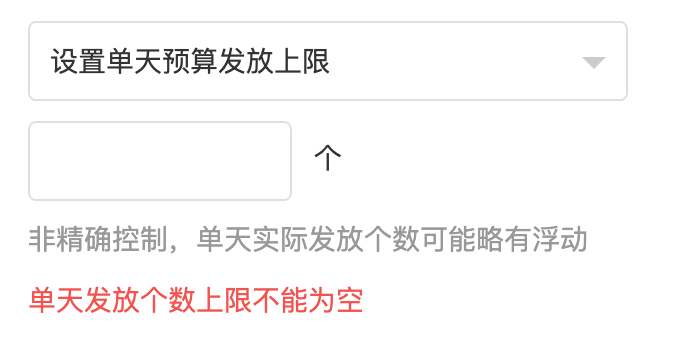 设置单天预算发放上限
个
非精确控制，单天实际发放个数可能略有浮动
单天发放个数上限不能为空